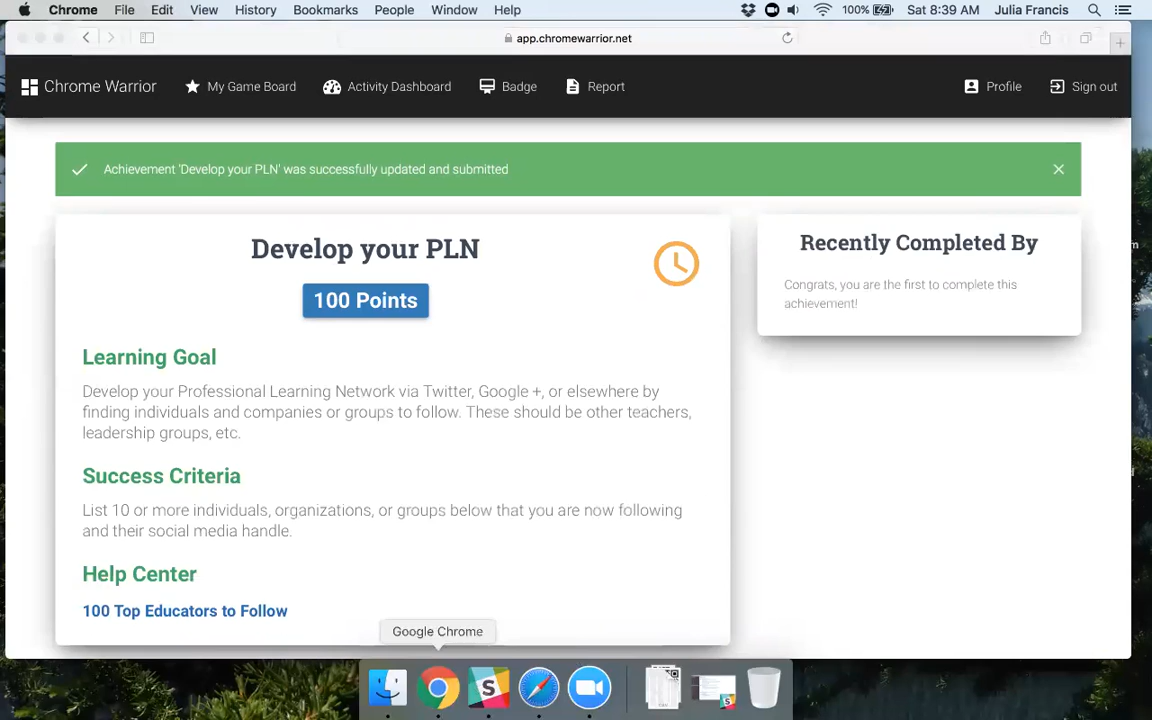 Chrome File Edit View History Bookmarks People Window Help 100% Sat 8:39 AM Julia Francis
app.chromewarrior.net
Chrome Warrior My Game Board Activity Dashboard Badge Report Profile Sign out
Achievement 'Develop your PLN' was successfully updated and submitted
Develop your PLN
100 Points
Learning Goal
Develop your Professional Learning Network via Twitter, Google +, or elsewhere by
finding individuals and companies or groups to follow. These should be other teachers,
leadership groups, etc.
Success Criteria
List 10 or more individuals, organizations, or groups below that you are now following
and their social media handle.
Help Center
100 Top Educators to Follow
Recently Completed By
Congrats, you are the first to complete this
achievement!
Google Chrome